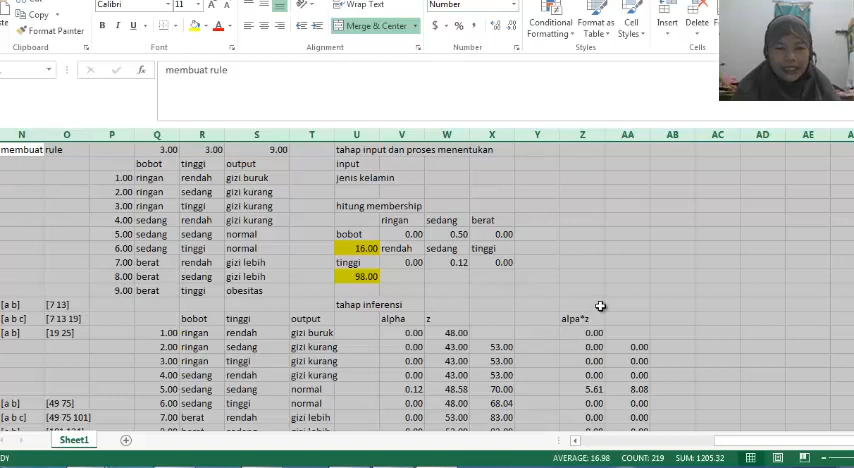 Copy
Format Painter
Clipboard
Calibri 11
B I U
Font
Wrap Text
Merge & Center
Alignment
Number
$ % ,
Number
Conditional Formatting
Format as Table
Cell Styles
Styles
Insert Delete
Cells
fx membuat rule
N O P Q R S T U V W X Y Z AA AB AC AD AE
membuat rule 3.00 3.00 9.00 tahap input dan proses menentukan
bobot tinggi output input
1.00 ringan rendah gizi buruk jenis kelamin
2.00 ringan sedang gizi kurang
3.00 ringan tinggi gizi kurang hitung membership
4.00 sedang rendah gizi kurang ringan sedang berat
5.00 sedang sedang normal bobot 0.00 0.50 0.00
6.00 sedang tinggi normal 16.00 rendah sedang tinggi
7.00 berat rendah gizi lebih tinggi 0.00 0.12 0.00
8.00 berat sedang gizi lebih 98.00
9.00 berat tinggi obesitas
[a b] [7 13] tahap inferensi
[a b c] [7 13 19] bobot tinggi output alpha z alpa*z
[a b] [19 25] 1.00 ringan rendah gizi buruk 0.00 48.00 0.00
2.00 ringan sedang gizi kurang 0.00 43.00 53.00 0.00 0.00
3.00 ringan tinggi gizi kurang 0.00 43.00 53.00 0.00 0.00
4.00 sedang rendah gizi kurang 0.00 43.00 53.00 0.00 0.00
5.00 sedang sedang normal 0.12 48.58 70.00 5.61 8.08
[a b] [49 75] 6.00 sedang tinggi normal 0.00 48.00 68.04 0.00 0.00
[a b c] [49 75 101] 7.00 berat rendah gizi lebih 0.00 53.00 83.00 0.00 0.00
Sheet1
DY AVERAGE: 16.98 COUNT: 219 SUM: 1205.32